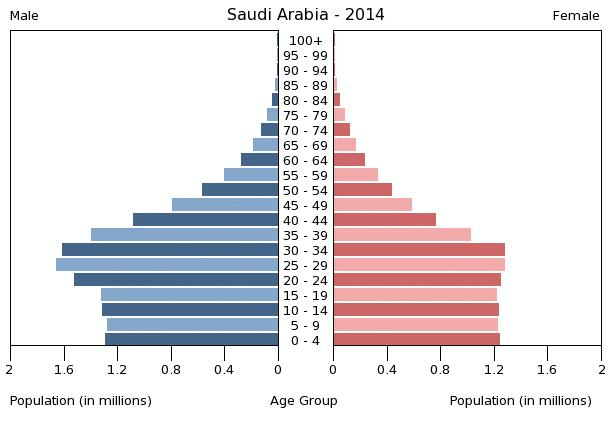 Male Saudi Arabia - 2014 Female
100+
95 - 99
90 - 94
85 - 89
80 - 84
75 - 79
70 - 74
65 - 69
60 - 64
55 - 59
50 - 54
45 - 49
40 - 44
35 - 39
30 - 34
25 - 29
20 - 24
15 - 19
10 - 14
5 - 9
0 - 4
2 1.6 1.2 0.8 0.4 0 0 0.4 0.8 1.2 1.6 2
Population (in millions) Age Group Population (in millions)